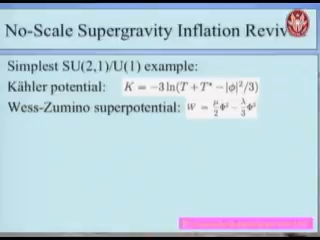 No-Scale Supergravity Inflation Reviv
Simplest SU(2,1)/U(1) example:
Kähler potential: K = −3 ln(T + T* − |φ|²/3)
Wess-Zumino superpotential: W = μ/2 Φ² − λ/3 Φ³